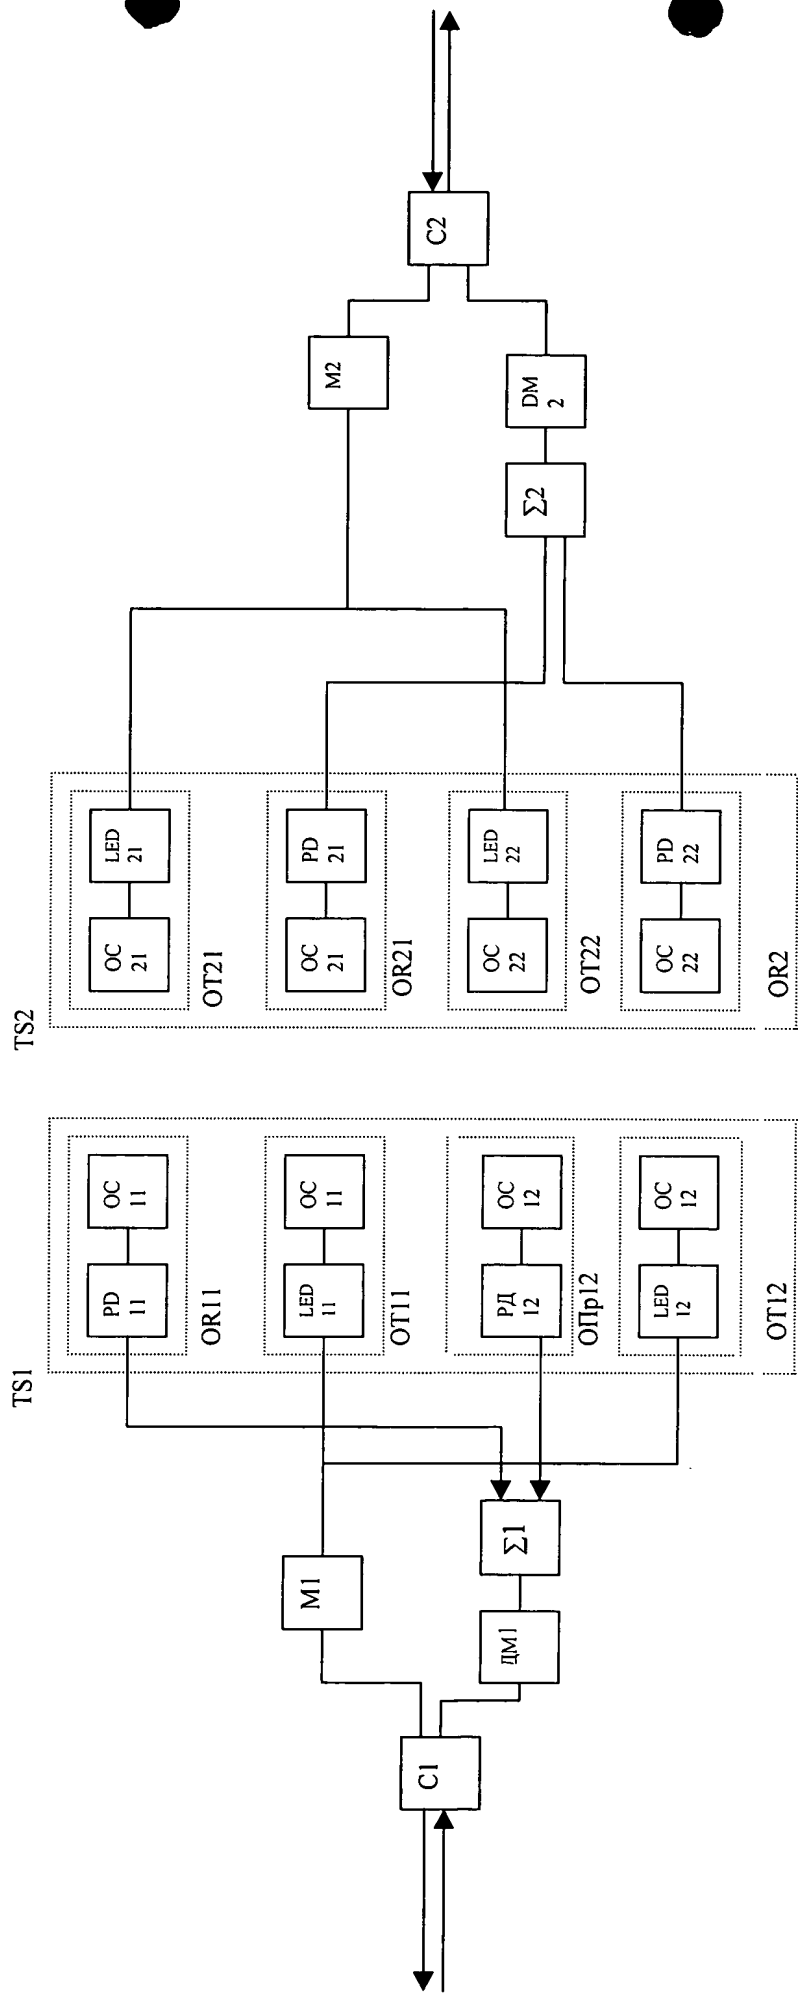 TS1
TS2
PD
11
OC
11
OC
21
LED
21
OR11
OT21
M1
LED
11
OC
11
OC
21
PD
21
M2
OT11
OR21
C1
C2
ДМ1
Σ1
РД
12
OC
12
OC
22
LED
22
Σ2
DM
2
ОПр12
OT22
LED
12
OC
12
OC
22
PD
22
OT12
OR2